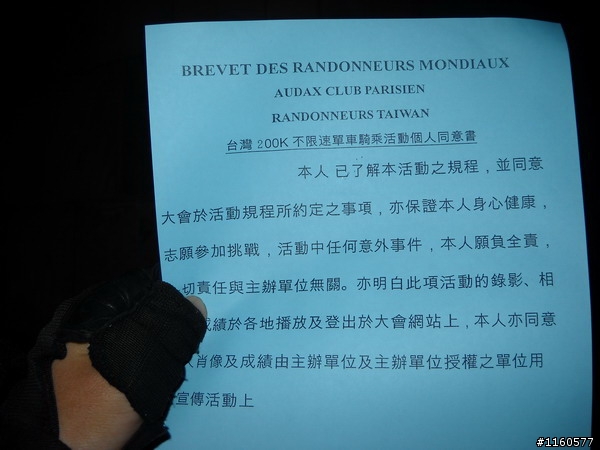 BREVET DES RANDONNEURS MONDIAUX
AUDAX CLUB PARISIEN
RANDONNEURS TAIWAN
台灣 200K 不限速單車騎乘活動個人同意書
本人 已了解本活動之規程，並同意
大會於活動規程所約定之事項，亦保證本人身心健康，
志願參加挑戰，活動中任何意外事件，本人願負全責，
切責任與主辦單位無關。亦明白此項活動的錄影、相
成績於各地播放及登出於大會網站上，本人亦同意
肖像及成績由主辦單位及主辦單位授權之單位用
宣傳活動上
#1160577